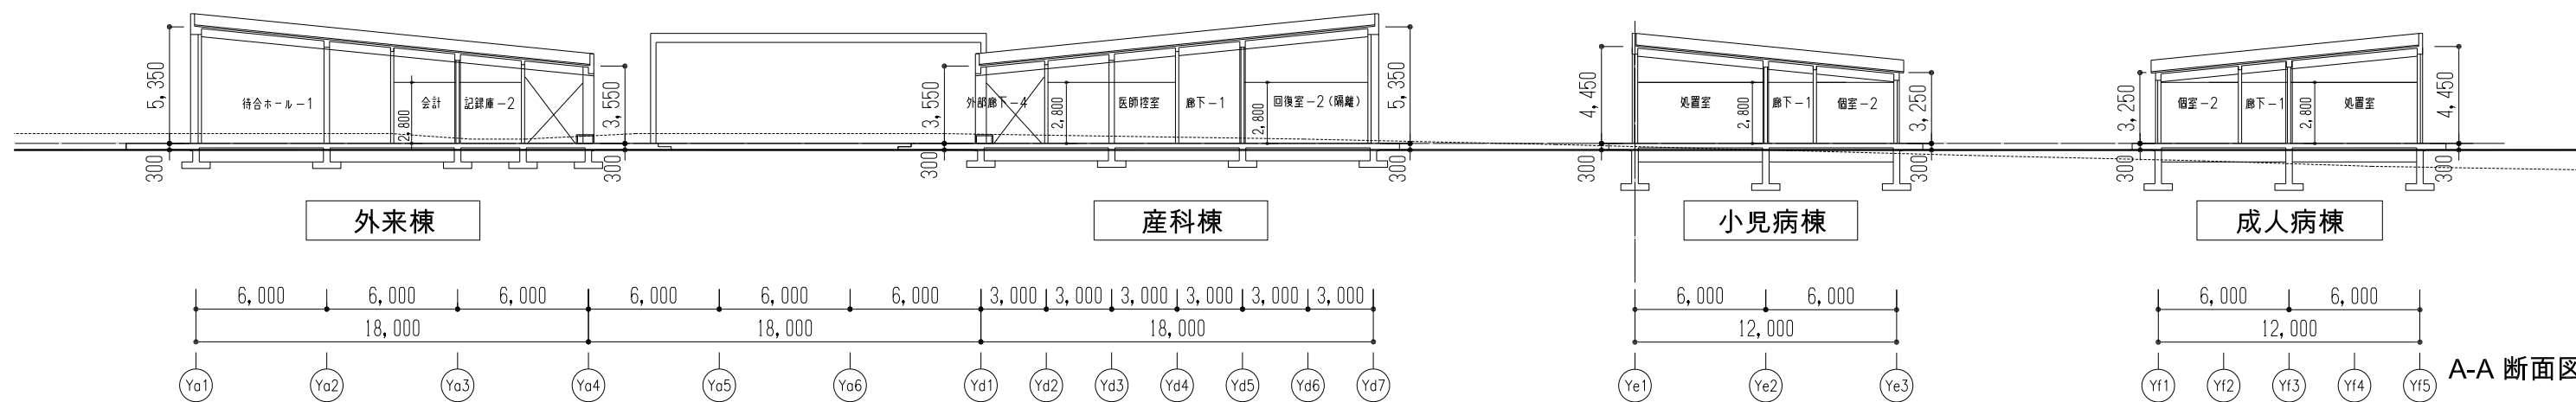 5,350
待合ホール-1
会計
2,800
記録庫-2
3,550
3,550
外部廊下-4
2,800
医師控室
廊下-1
2,800
回復室-2(隔離)
5,350
4,450
処置室
2,800
廊下-1
個室-2
3,250
3,250
個室-2
廊下-1
2,800
処置室
4,450
300
300
300
300
300
300
300
300
外来棟
産科棟
小児病棟
成人病棟
6,000 6,000 6,000 6,000 6,000 6,000 3,000 3,000 3,000 3,000 3,000 3,000 6,000 6,000 6,000 6,000
18,000 18,000 18,000 12,000 12,000
Ya1 Ya2 Ya3 Ya4 Ya5 Ya6 Yd1 Yd2 Yd3 Yd4 Yd5 Yd6 Yd7 Ye1 Ye2 Ye3 Yf1 Yf2 Yf3 Yf4 Yf5
A-A 断面図